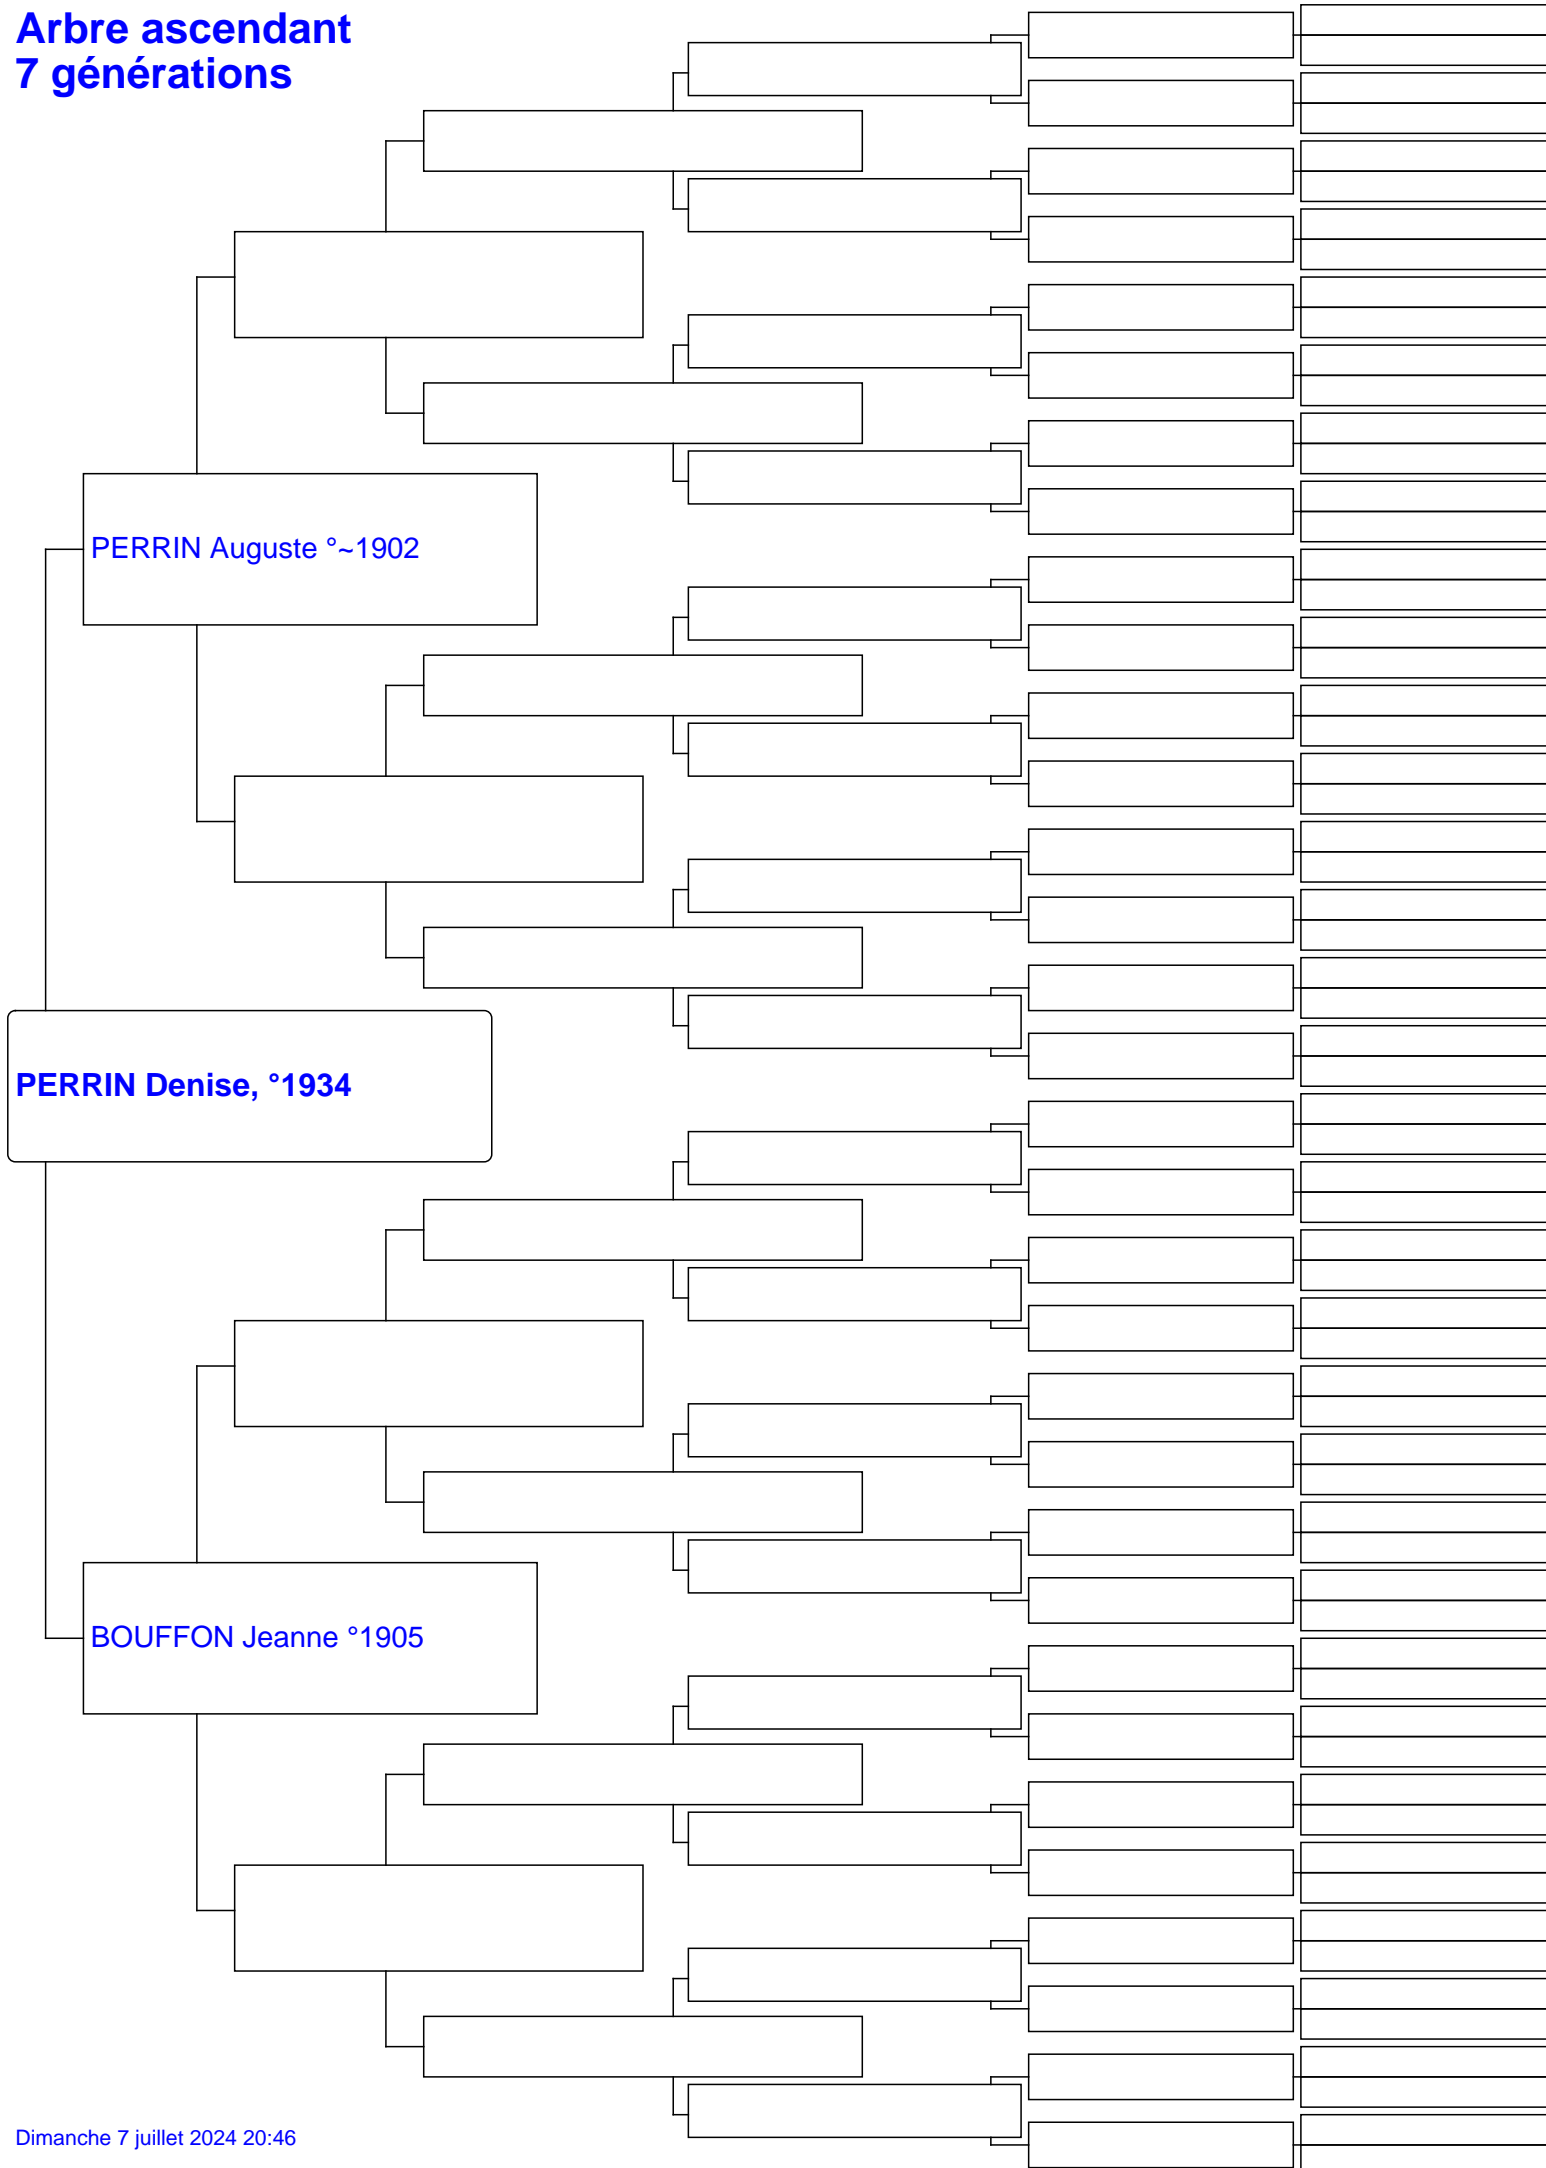 Arbre ascendant
7 générations
PERRIN Auguste °~1902
PERRIN Denise, °1934
BOUFFON Jeanne °1905
Dimanche 7 juillet 2024 20:46